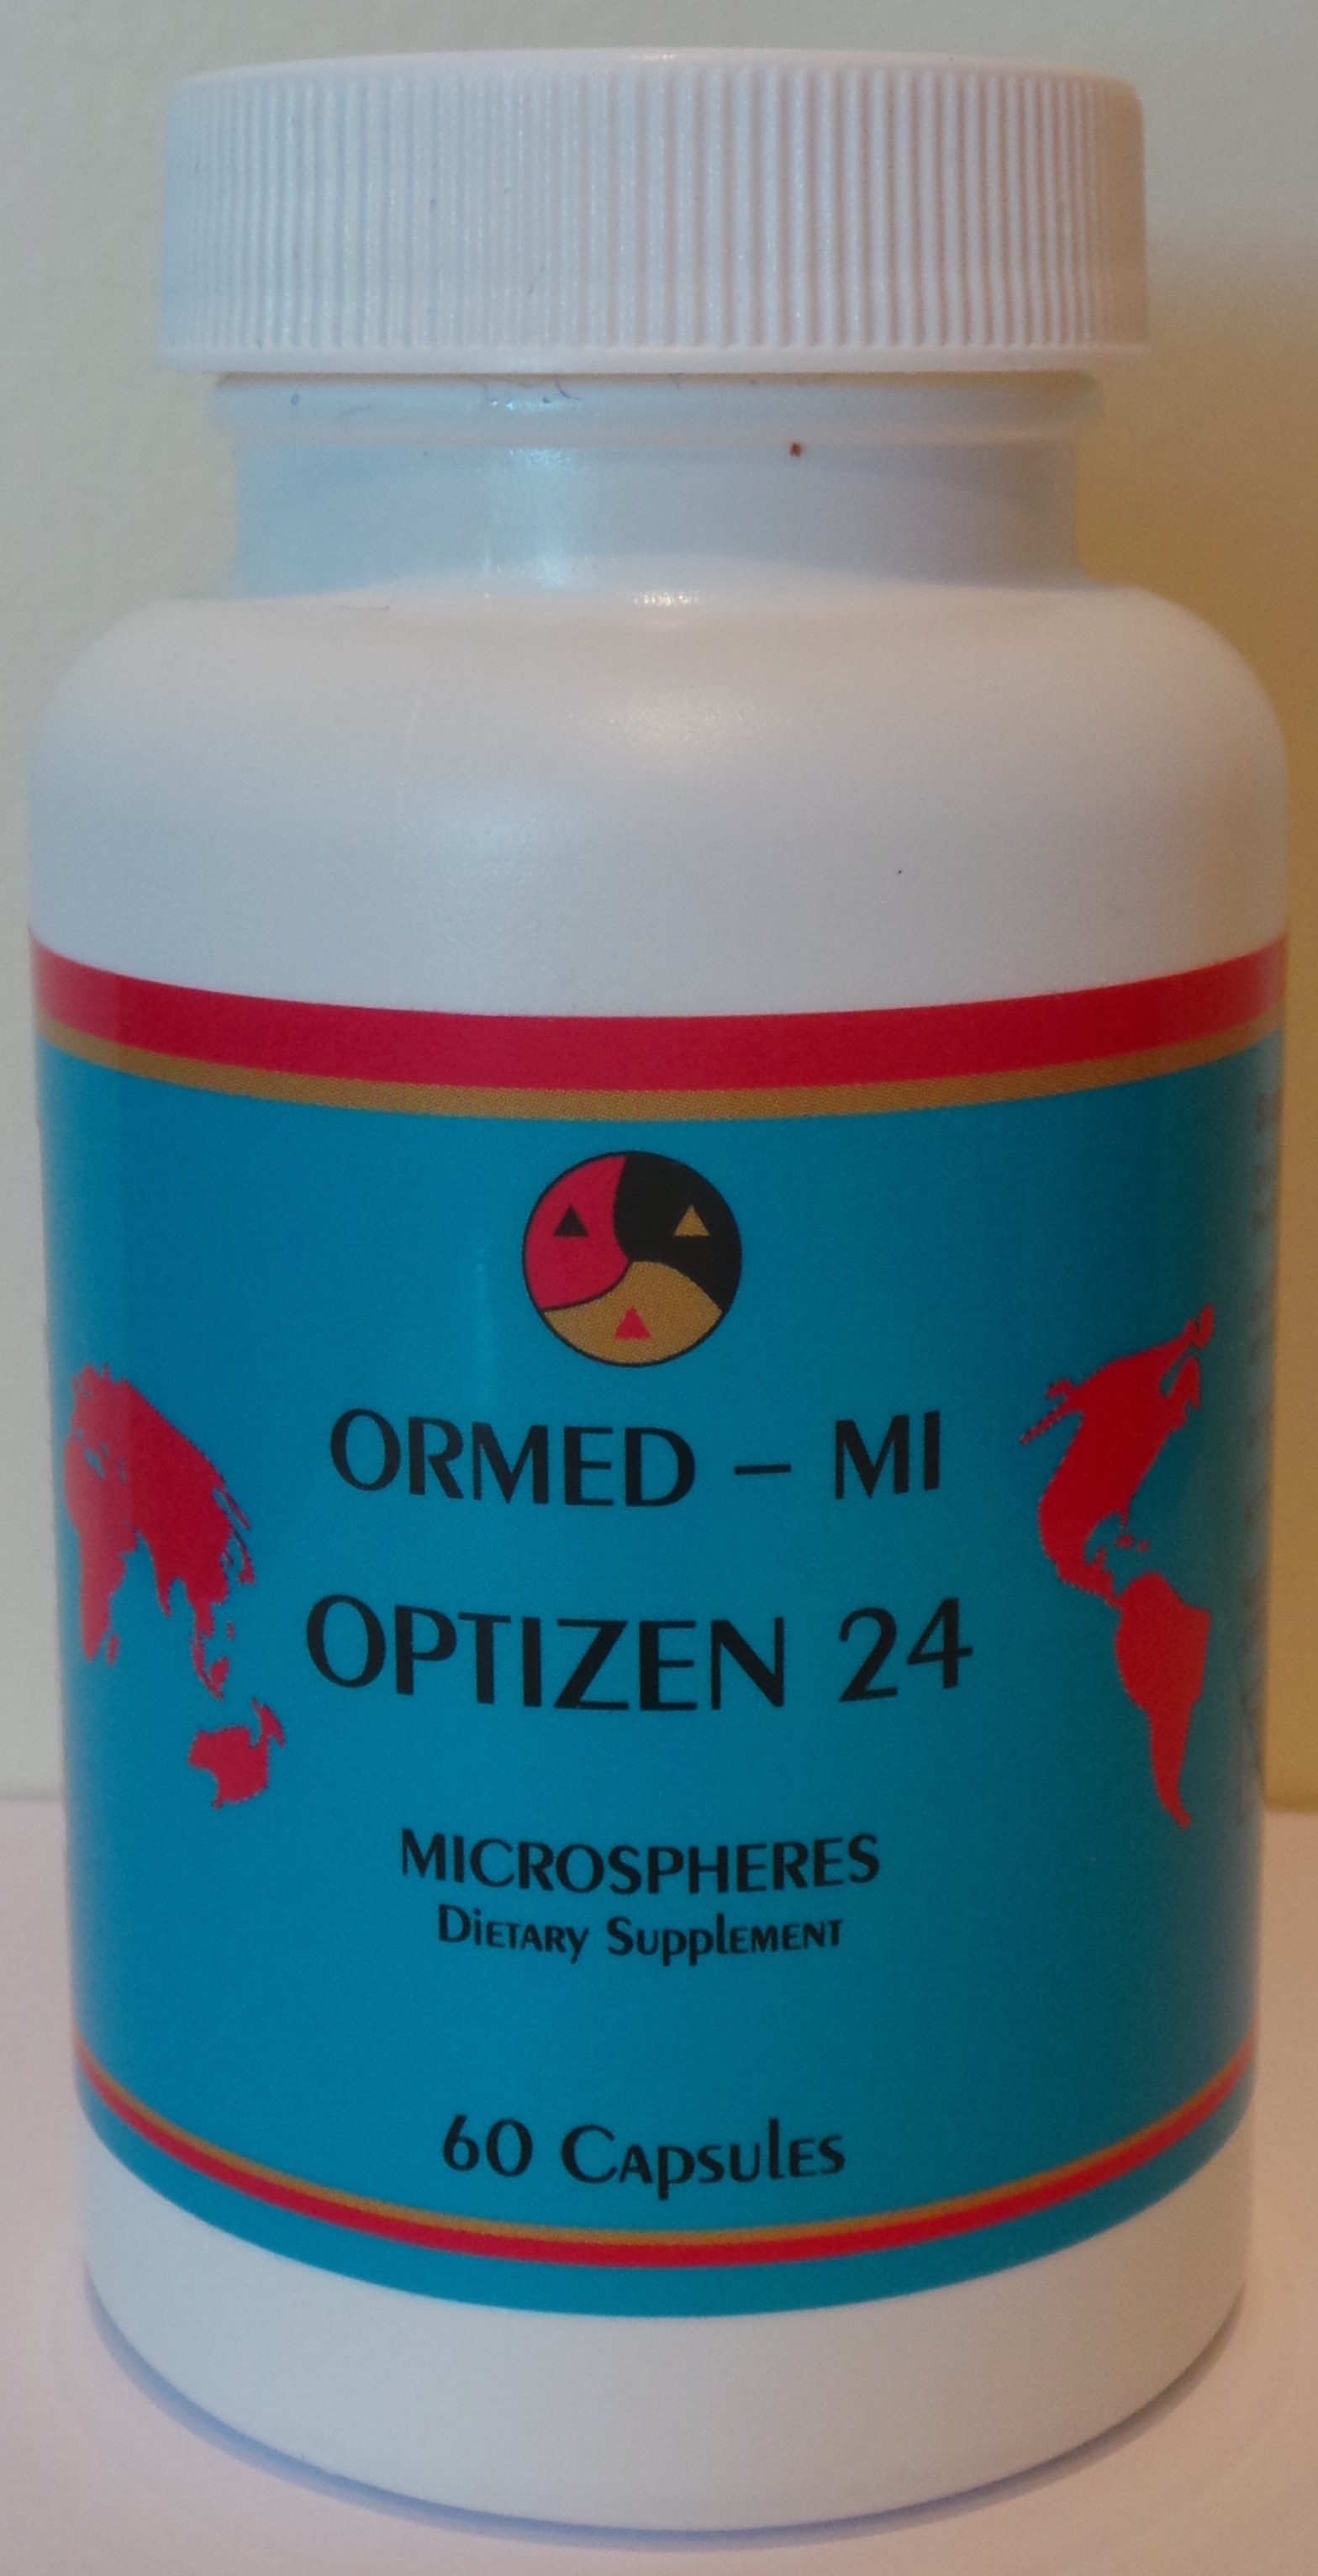 ORMED – MI
OPTIZEN 24
MICROSPHERES
Dietary Supplement
60 Capsules